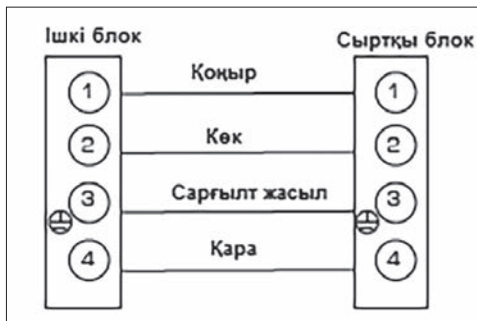 Ішкі блок
Сыртқы блок
1 Қоңыр 1
2 Көк 2
3 Сарғылт жасыл 3
4 Қара 4